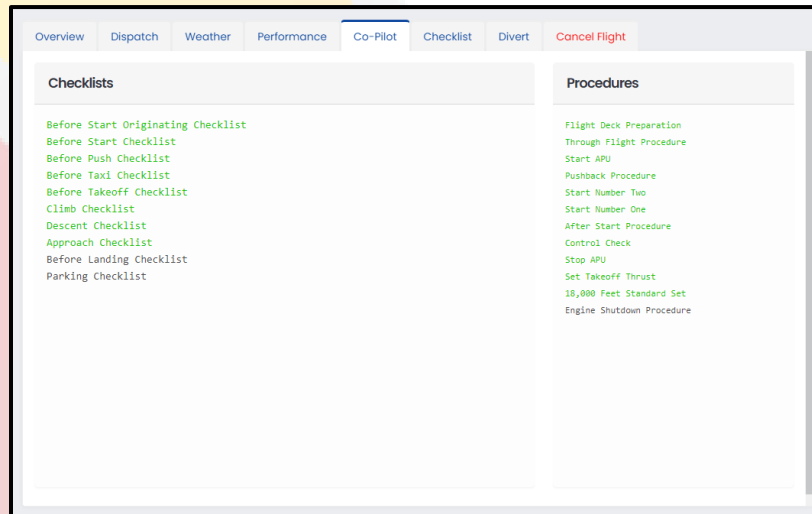 Overview Dispatch Weather Performance Co-Pilot Checklist Divert Cancel Flight
Checklists
Before Start Originating Checklist
Before Start Checklist
Before Push Checklist
Before Taxi Checklist
Before Takeoff Checklist
Climb Checklist
Descent Checklist
Approach Checklist
Before Landing Checklist
Parking Checklist
Procedures
Flight Deck Preparation
Through Flight Procedure
Start APU
Pushback Procedure
Start Number Two
Start Number One
After Start Procedure
Control Check
Stop APU
Set Takeoff Thrust
18,000 Feet Standard Set
Engine Shutdown Procedure